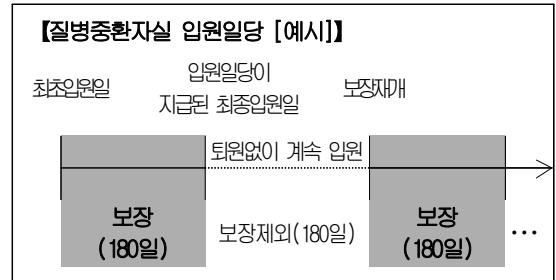 【질병중환자실 입원일당 [예시]】
최초입원일
입원일당이
지급된 최종입원일
보장재개
퇴원없이 계속 입원
보장
(180일)
보장제외(180일)
보장
(180일)
…